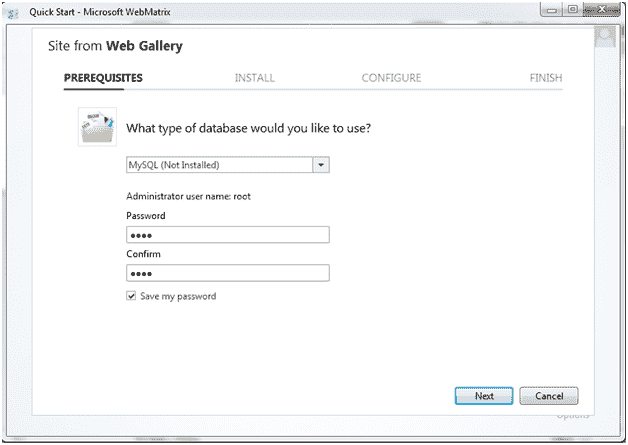 Quick Start - Microsoft WebMatrix
Site from Web Gallery
PREREQUISITES INSTALL CONFIGURE FINISH
What type of database would you like to use?
MySQL (Not Installed)
Administrator user name: root
Password
••••
Confirm
••••
Save my password
Next Cancel
Options